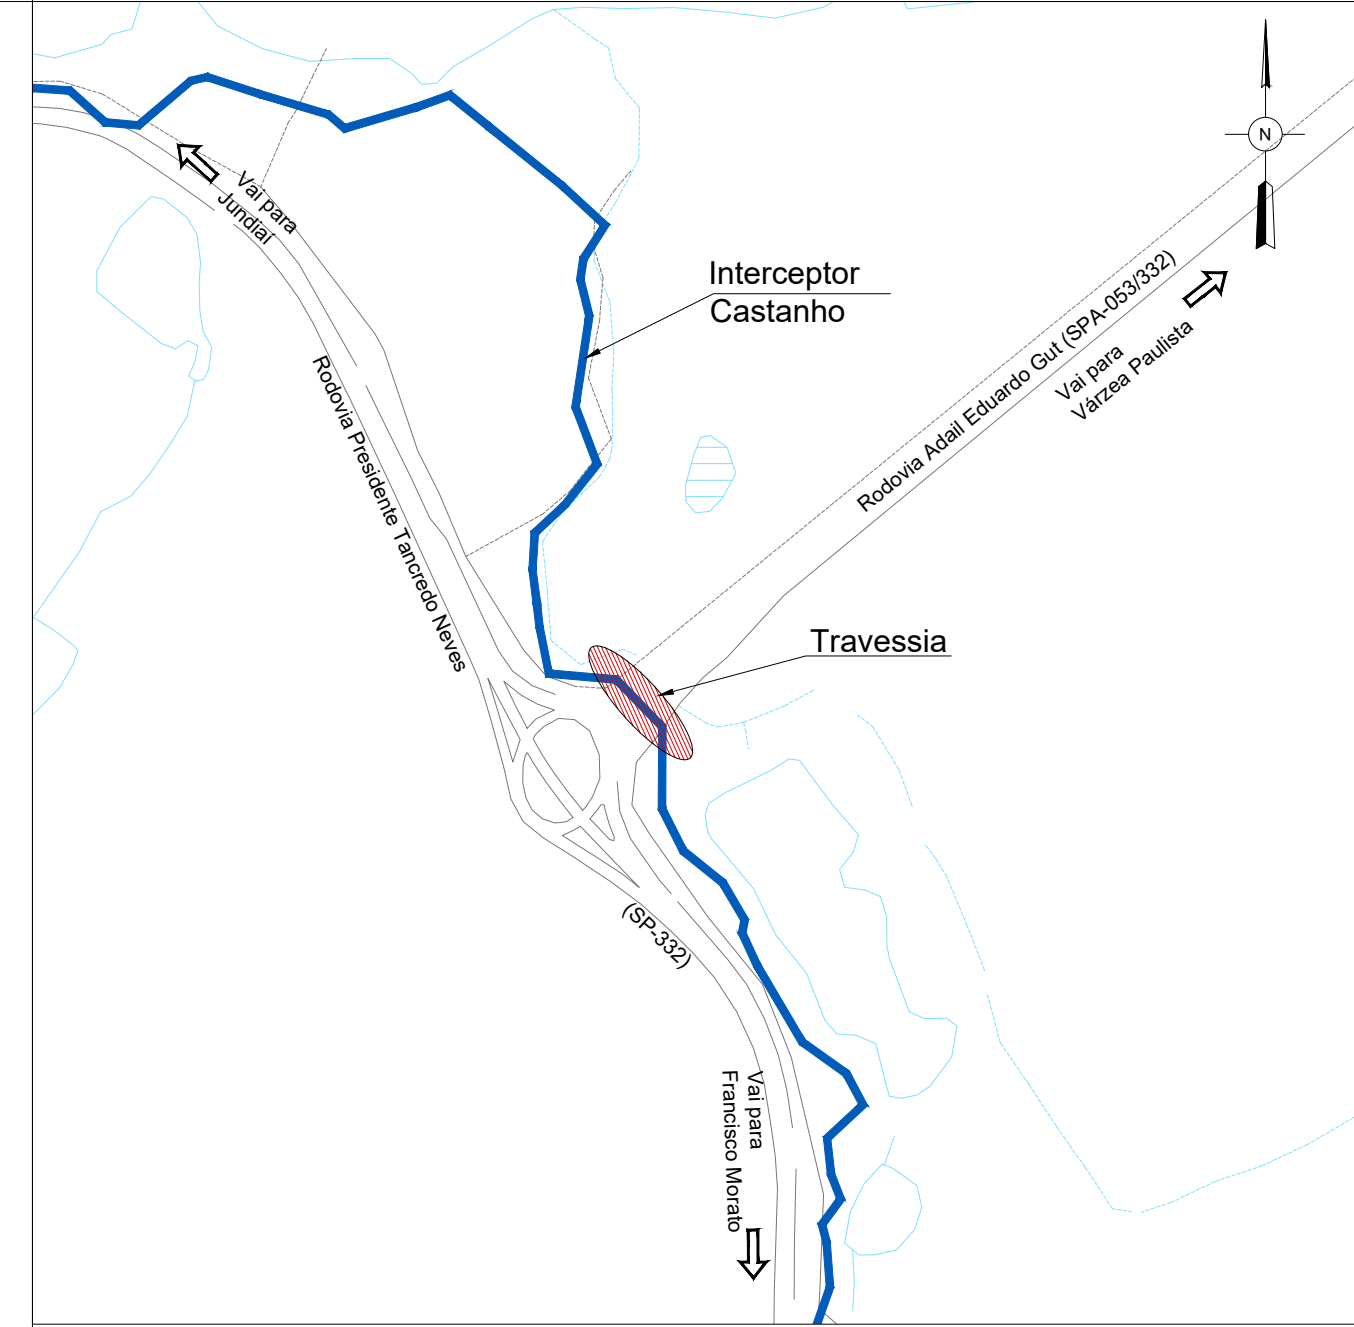 N
Vai para
Jundiaí
Interceptor
Castanho
Rodovia Adail Eduardo Gut (SPA-053/332)
Vai para
Várzea Paulista
Rodovia Presidente Tancredo Neves
Travessia
(SP-332)
Vai para
Francisco Morato